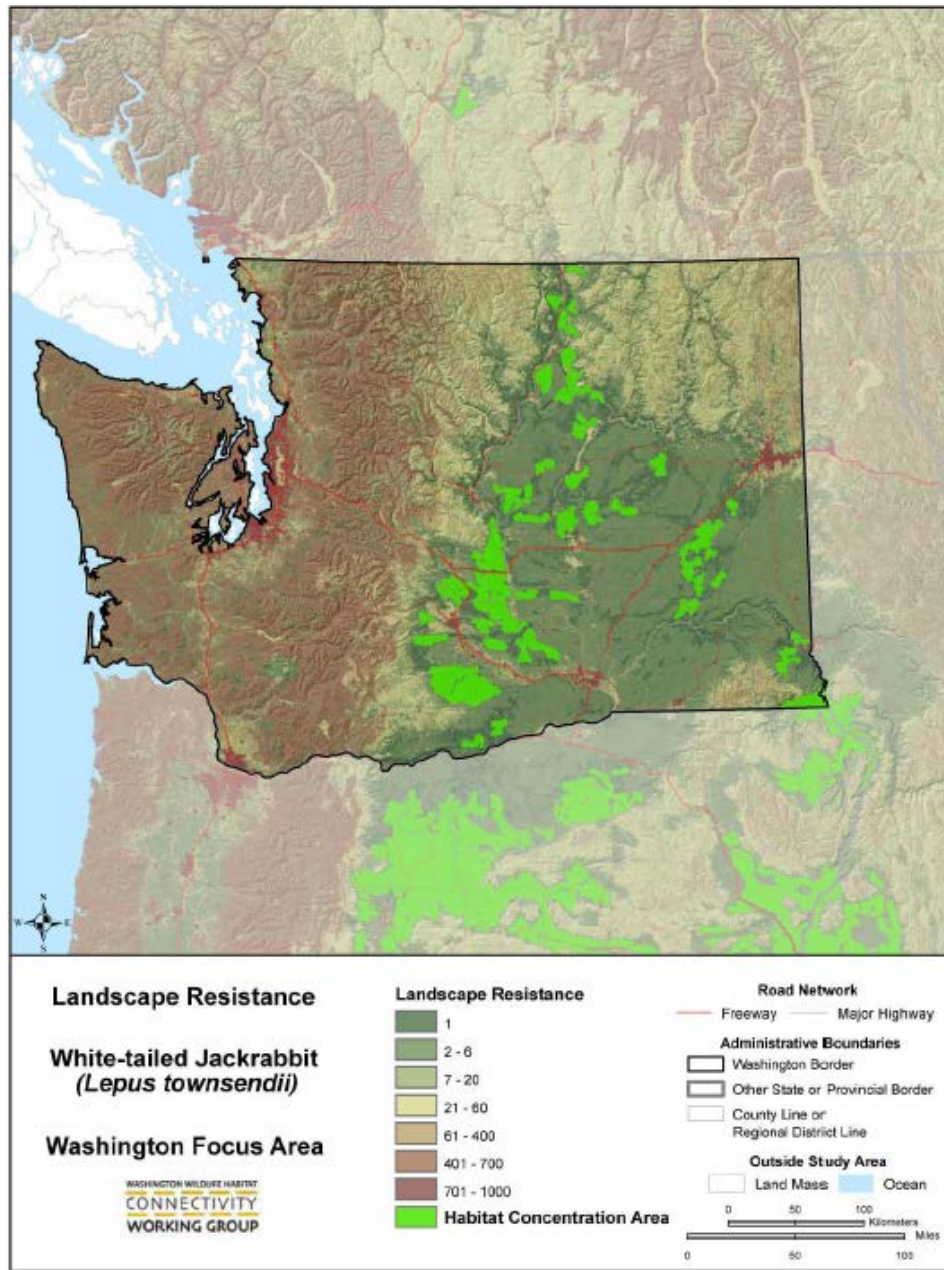 N
W E
S
Landscape Resistance
White-tailed Jackrabbit
(Lepus townsendii)
Washington Focus Area
WASHINGTON WILDLIFE HABITAT
CONNECTIVITY
WORKING GROUP
Landscape Resistance
1
2 - 6
7 - 20
21 - 60
61 - 400
401 - 700
701 - 1000
Habitat Concentration Area
Road Network
Freeway Major Highway
Administrative Boundaries
Washington Border
Other State or Provincial Border
County Line or
Regional District Line
Outside Study Area
Land Mass Ocean
0 50 100
Kilometers
Miles
0 50 100